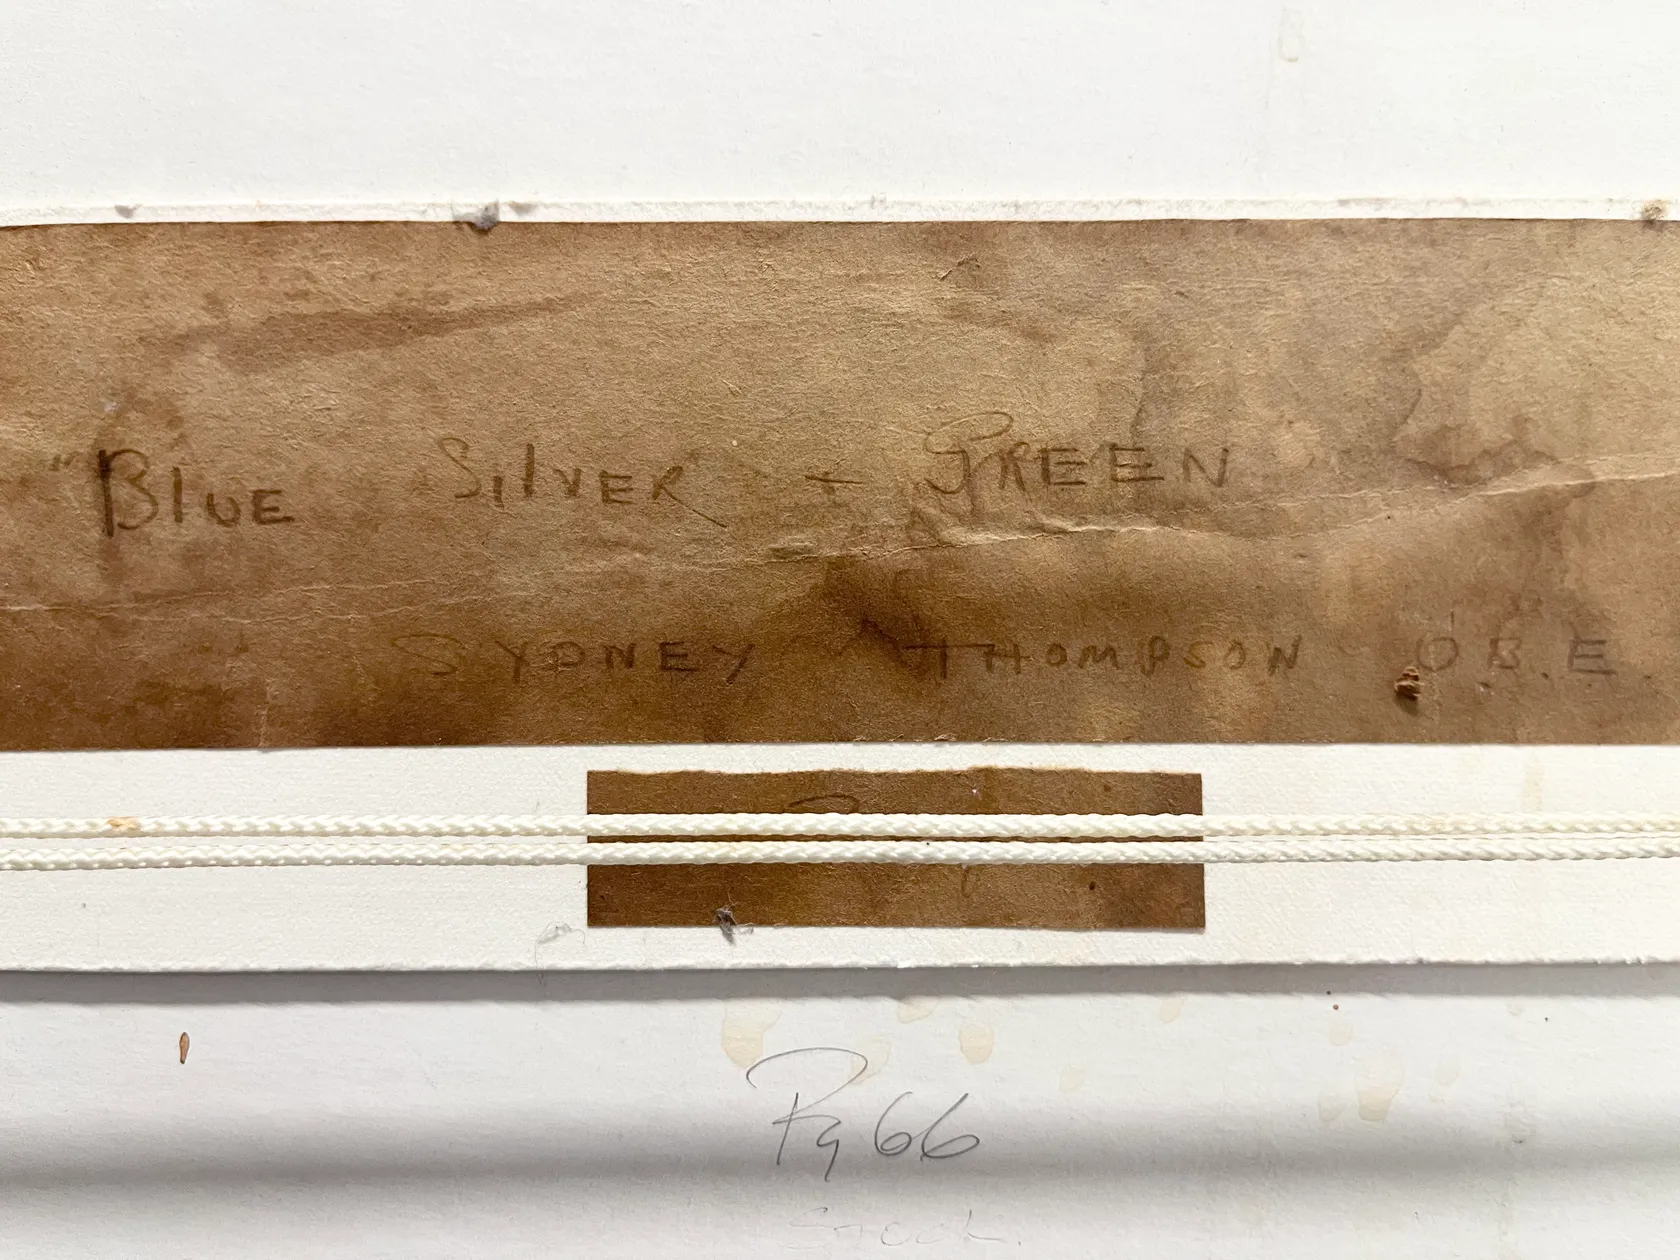 "Blue Silver + GREEN
SYDNEY THOMPSON O.B.E
Pg 66